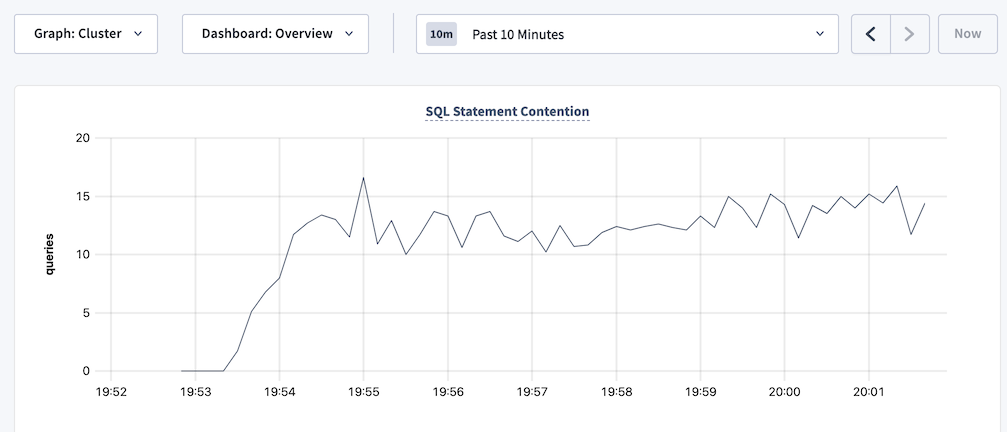 Graph: Cluster
Dashboard: Overview
10m Past 10 Minutes
Now
SQL Statement Contention
20
15
10
5
0
queries
19:52 19:53 19:54 19:55 19:56 19:57 19:58 19:59 20:00 20:01